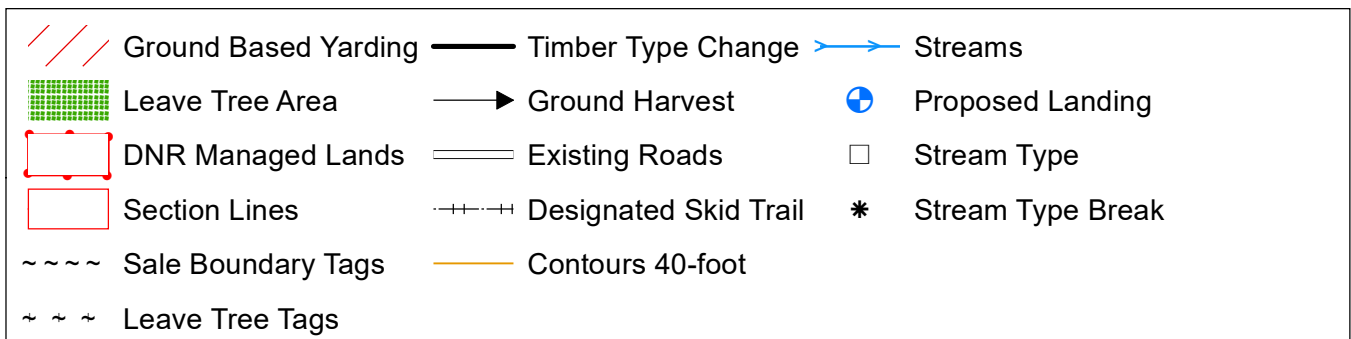 Ground Based Yarding
Timber Type Change
Streams
Leave Tree Area
Ground Harvest
Proposed Landing
DNR Managed Lands
Existing Roads
Stream Type
Section Lines
Designated Skid Trail
Stream Type Break
Sale Boundary Tags
Contours 40-foot
Leave Tree Tags